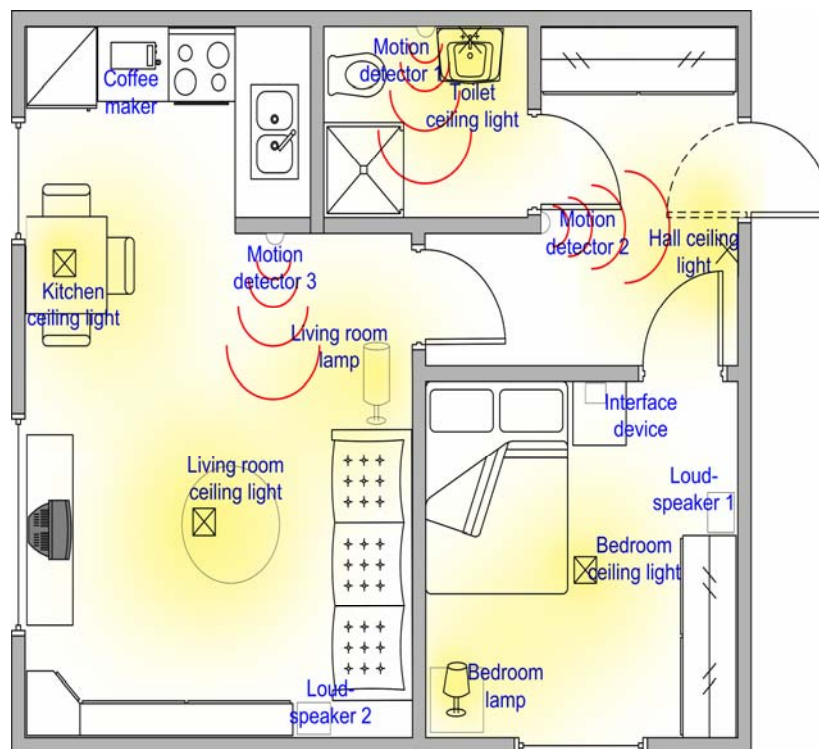 Coffee
maker
Motion
detector 1
Toilet
ceiling light
Motion
detector 2
Hall ceiling
light
Motion
detector 3
Kitchen
ceiling light
Living room
lamp
Interface
device
Living room
ceiling light
Loud-
speaker 1
Bedroom
ceiling light
Bedroom
lamp
Loud-
speaker 2